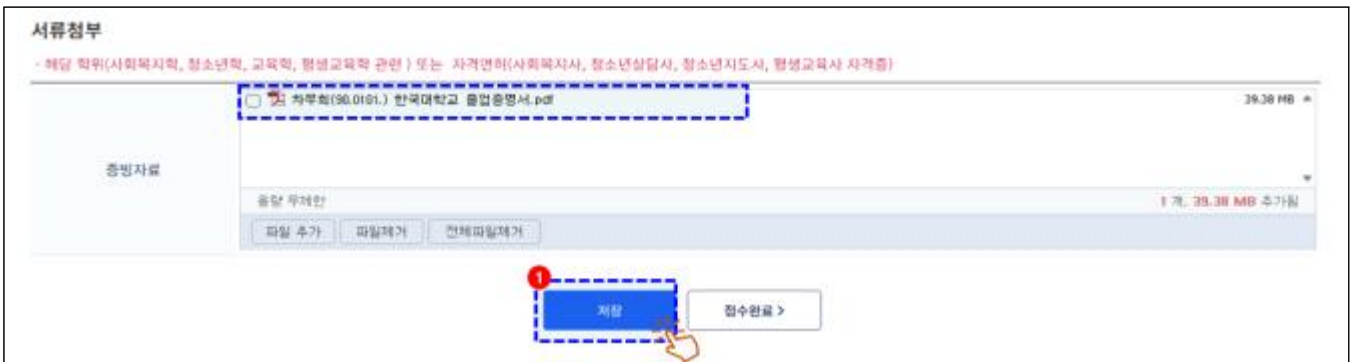 서류첨부
- 해당 학위(사회복지학, 청소년학, 교육학, 평생교육학 관련 ) 또는 자격면허(사회복지사, 청소년상담사, 청소년지도사, 평생교육사 자격증)
차무희(98.0101.) 한국대학교 졸업증명서.pdf 39.38 MB
증빙자료
용량 무제한 1 개, 39.38 MB 추가됨
파일 추가 파일제거 전체파일제거
1
저장 접수완료 >